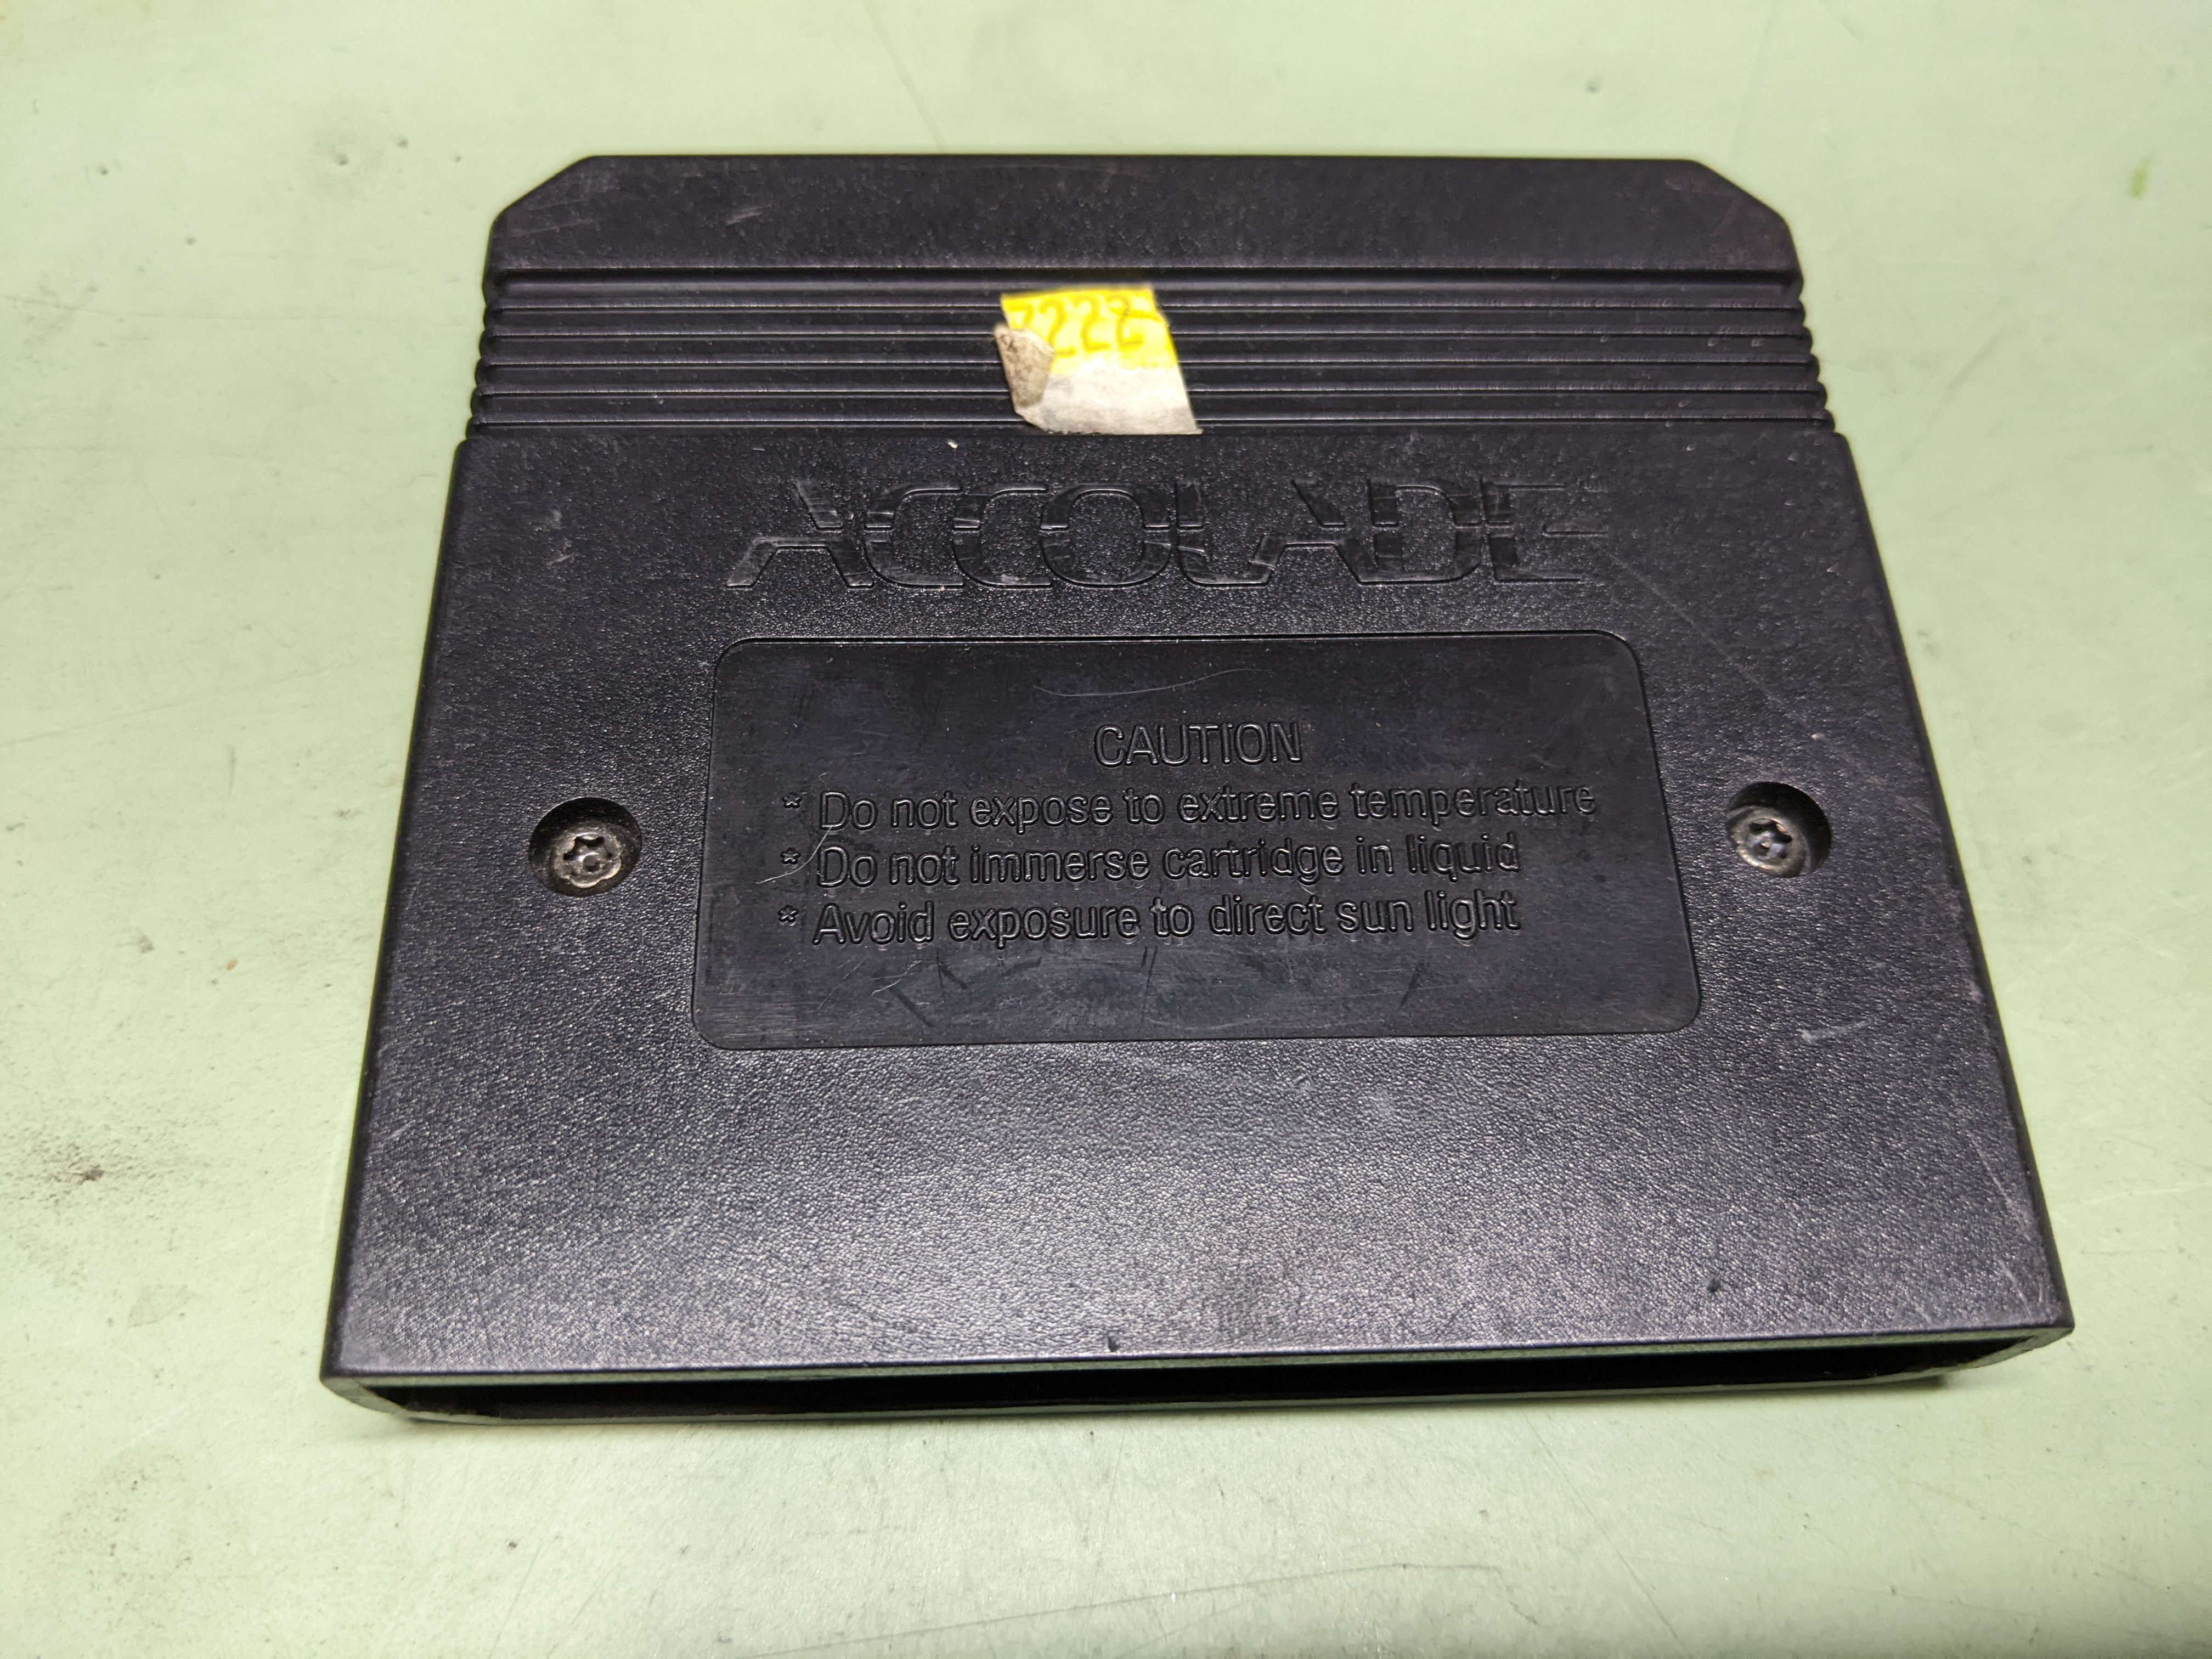 7222
ACCOLADE
CAUTION
* Do not expose to extreme temperature
* Do not immerse cartridge in liquid
* Avoid exposure to direct sun light